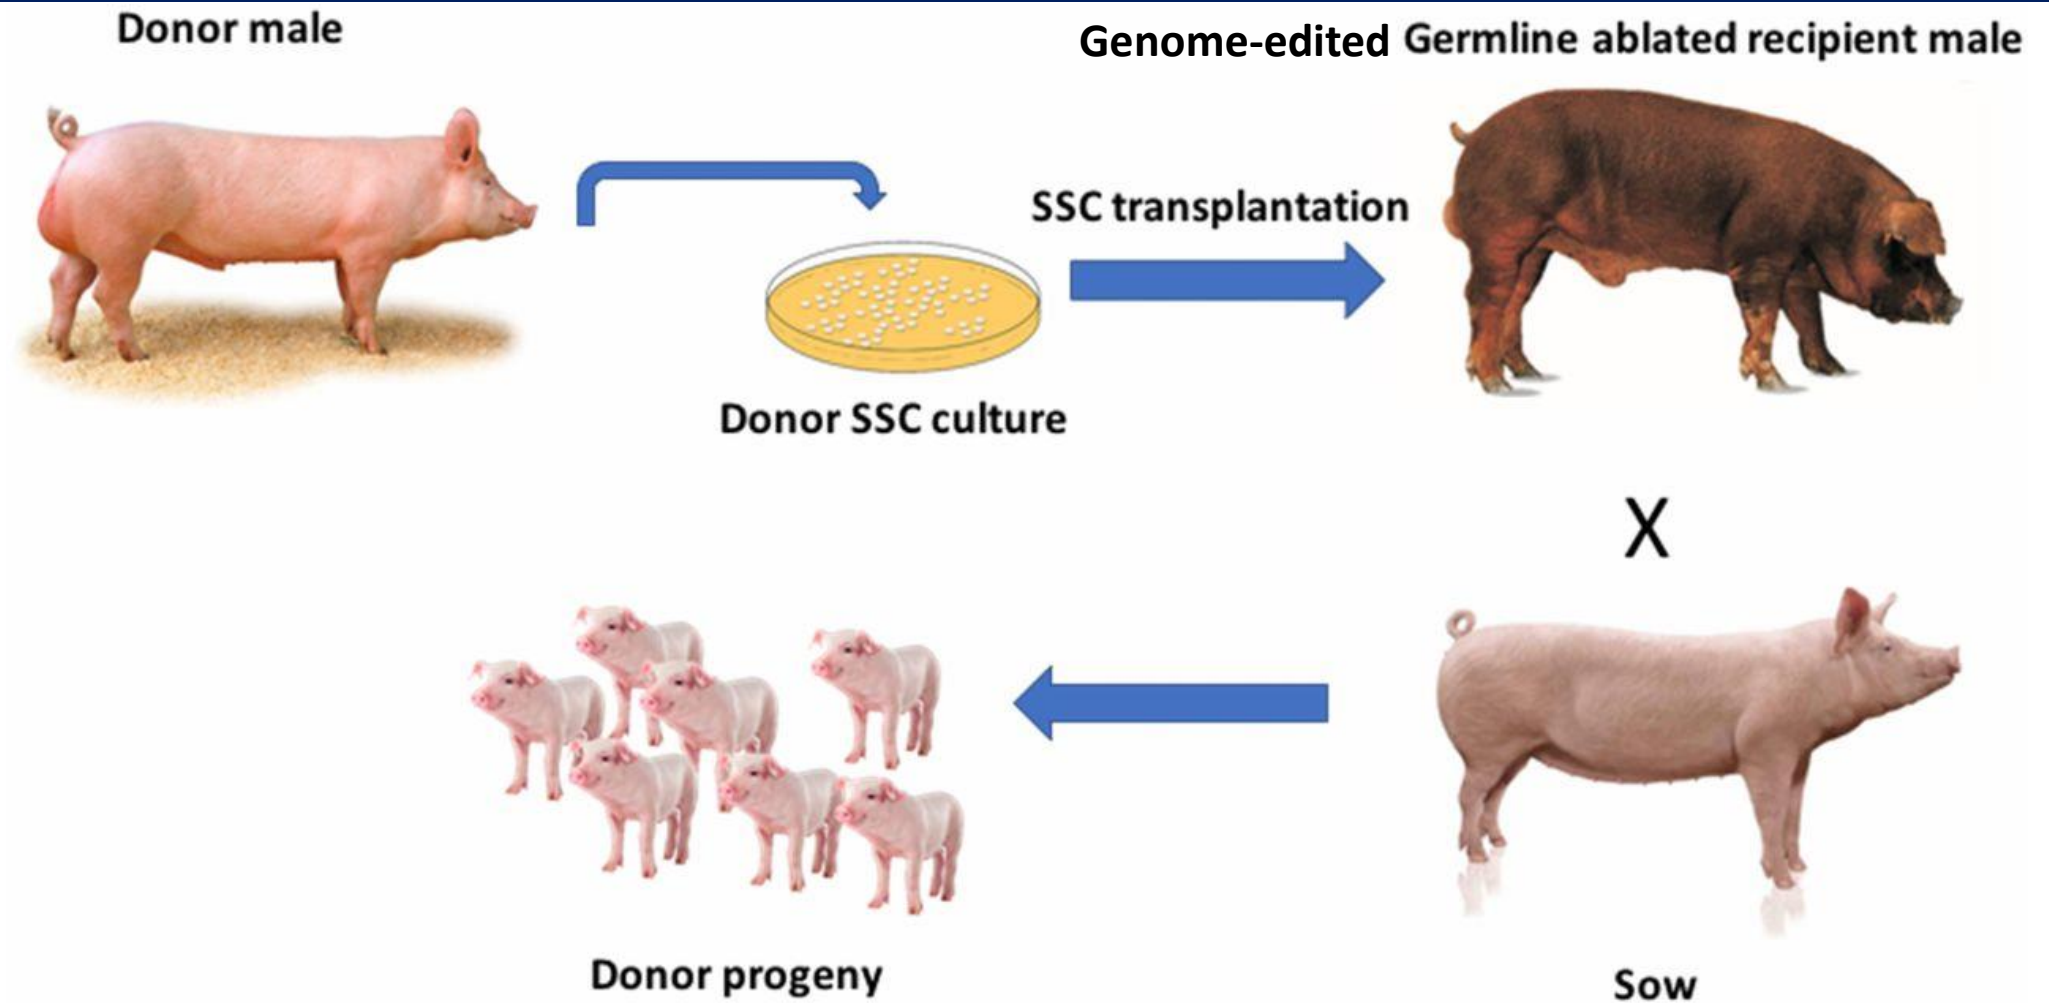 Donor male
Genome-edited Germline ablated recipient male
SSC transplantation
Donor SSC culture
X
Donor progeny
Sow